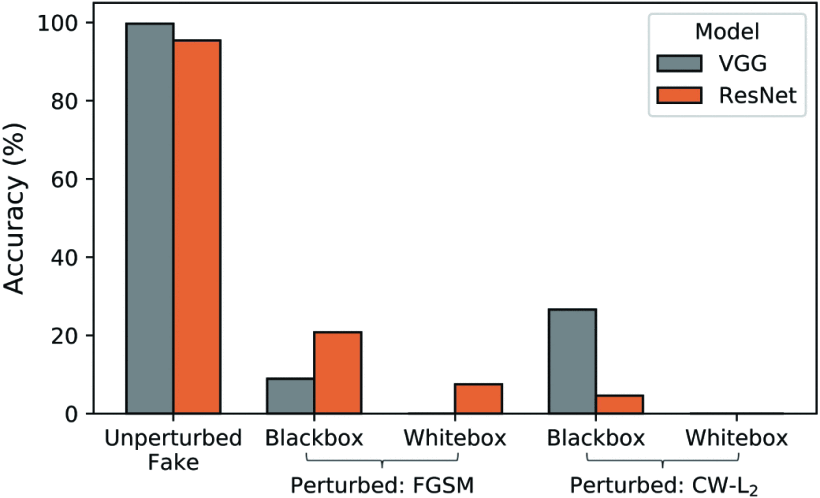 Accuracy (%)
100
80
60
40
20
0
Model
VGG
ResNet
Unperturbed
Fake
Blackbox
Whitebox
Blackbox
Whitebox
Perturbed: FGSM
Perturbed: CW-L₂